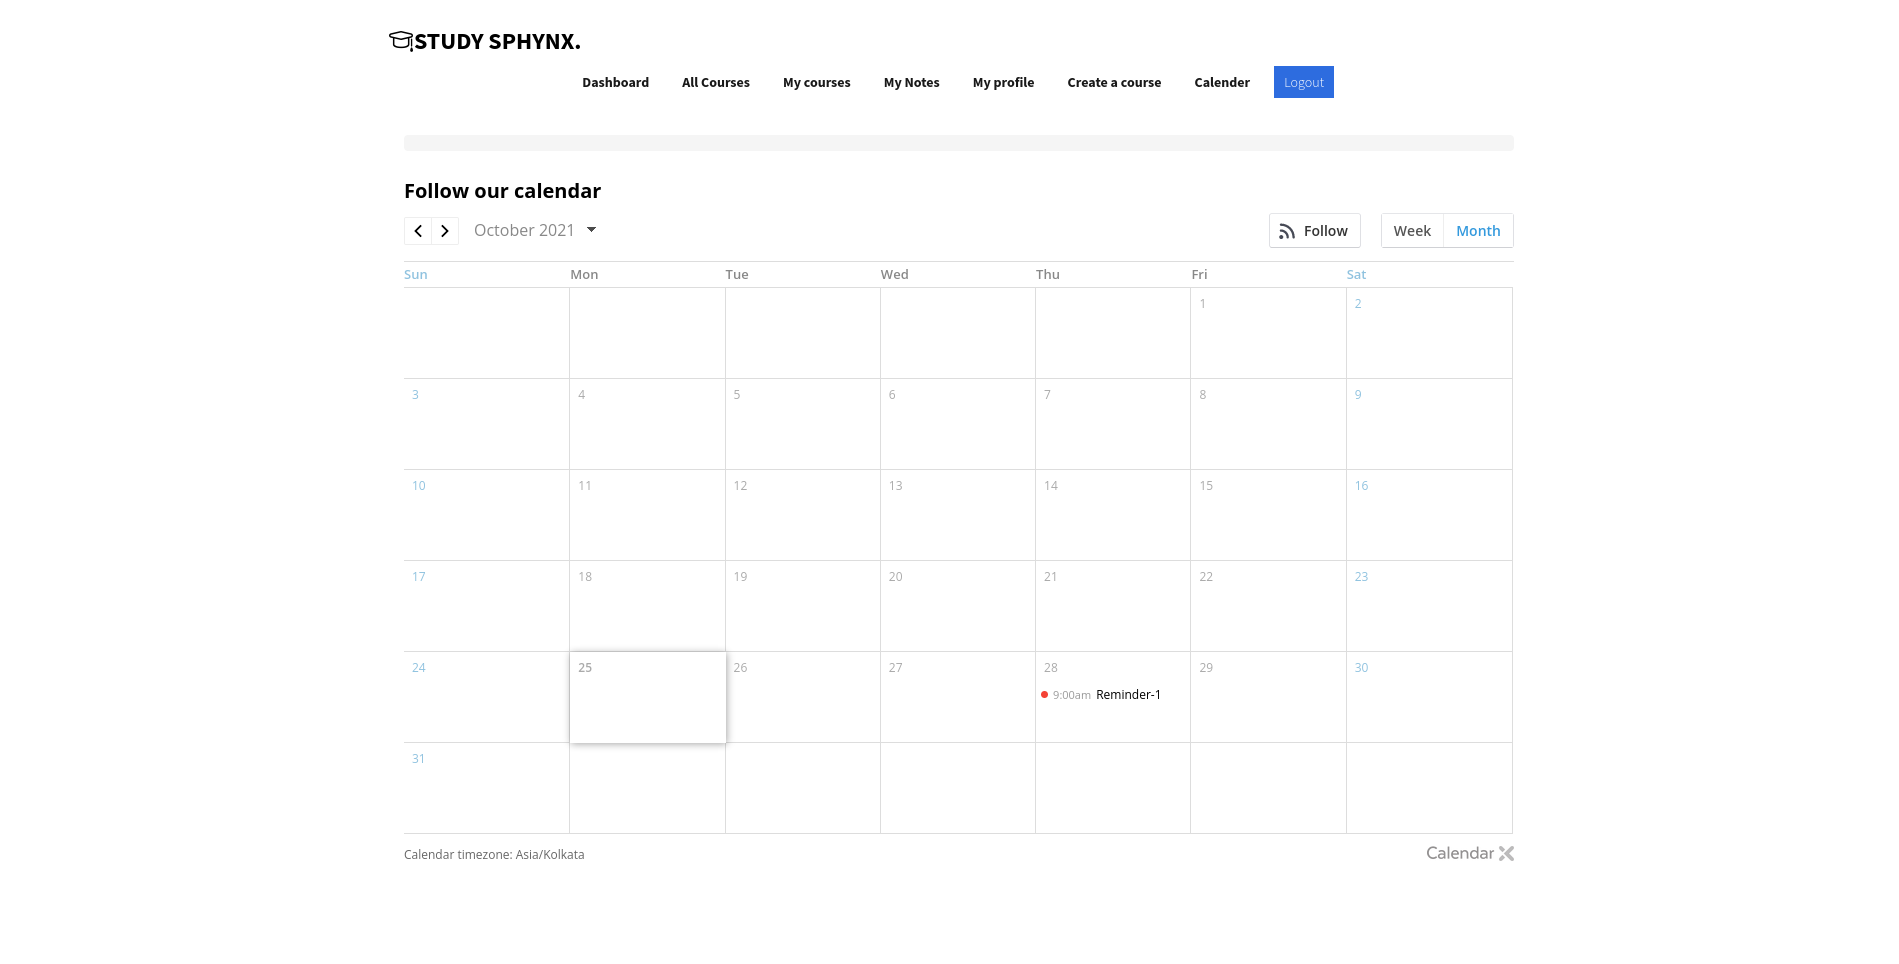 STUDY SPHYNX.
Dashboard All Courses My courses My Notes My profile Create a course Calender Logout
Follow our calendar
October 2021 Follow Week Month
Sun Mon Tue Wed Thu Fri Sat
1 2
3 4 5 6 7 8 9
10 11 12 13 14 15 16
17 18 19 20 21 22 23
24 25 26 27 28 29 30
9:00am Reminder-1
31
Calendar timezone: Asia/Kolkata Calendar